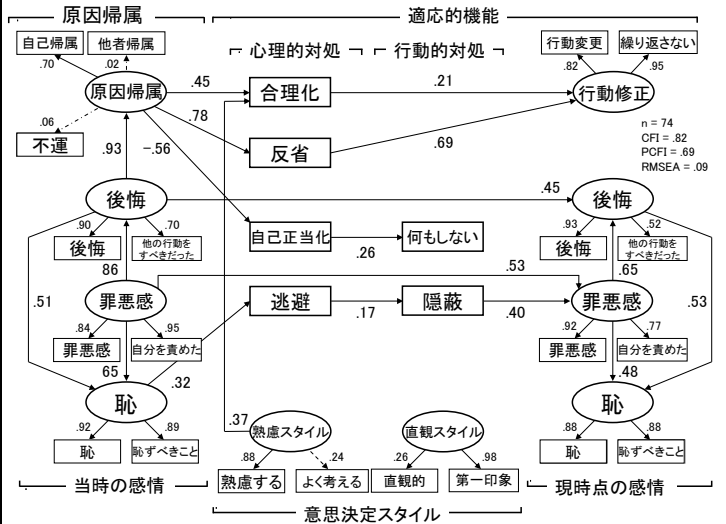 原因帰属
適応的機能
自己帰属
他者帰属
心理的対処
行動的対処
行動変更
繰り返さない
.70
.02
.82
.95
原因帰属
.45
合理化
.21
行動修正
.06
不運
.78
反省
.69
n = 74
CFI = .82
PCFI = .69
RMSEA = .09
.93
-.56
後悔
.45
後悔
.90
.70
.93
.52
後悔
他の行動を
すべきだった
自己正当化
何もしない
.26
後悔
他の行動を
すべきだった
86
.53
.65
.51
罪悪感
逃避
.17
隠蔽
.40
罪悪感
.53
.84
.95
.92
.77
罪悪感
自分を責めた
罪悪感
自分を責めた
65
.32
.48
恥
.37
熟慮スタイル
直観スタイル
恥
.92
.89
.88
.24
.26
.98
.88
.88
恥
恥ずべきこと
熟慮する
よく考える
直観的
第一印象
恥
恥ずべきこと
当時の感情
現時点の感情
意思決定スタイル